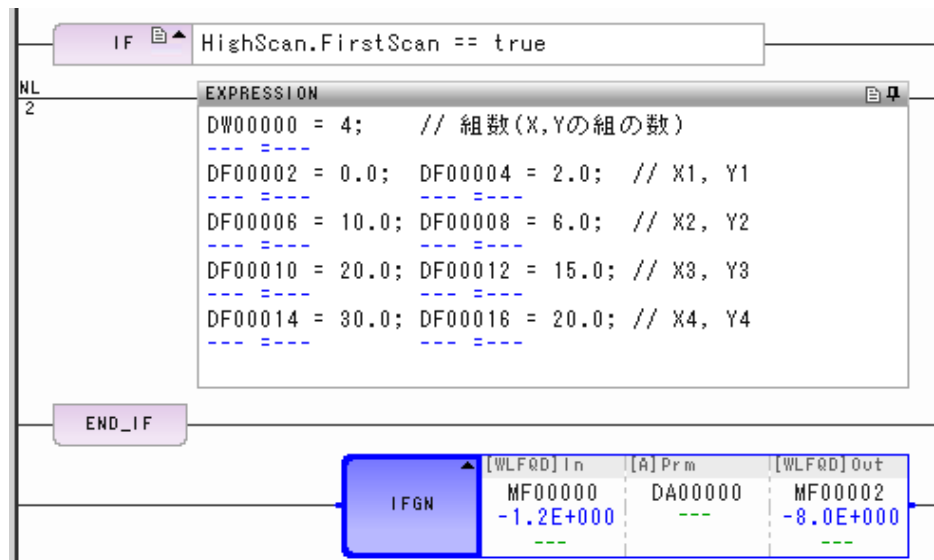 IF HighScan.FirstScan == true
NL
2
EXPRESSION
DW00000 = 4; // 組数(X,Yの組の数)
--- =---
DF00002 = 0.0; DF00004 = 2.0; // X1, Y1
--- =--- --- =---
DF00006 = 10.0; DF00008 = 6.0; // X2, Y2
--- =--- --- =---
DF00010 = 20.0; DF00012 = 15.0; // X3, Y3
--- =--- --- =---
DF00014 = 30.0; DF00016 = 20.0; // X4, Y4
--- =--- --- =---
END_IF
[WLFQD]In [A]Prm [WLFQD]Out
IFGN MF00000 DA00000 MF00002
-1.2E+000 --- -8.0E+000
--- ---